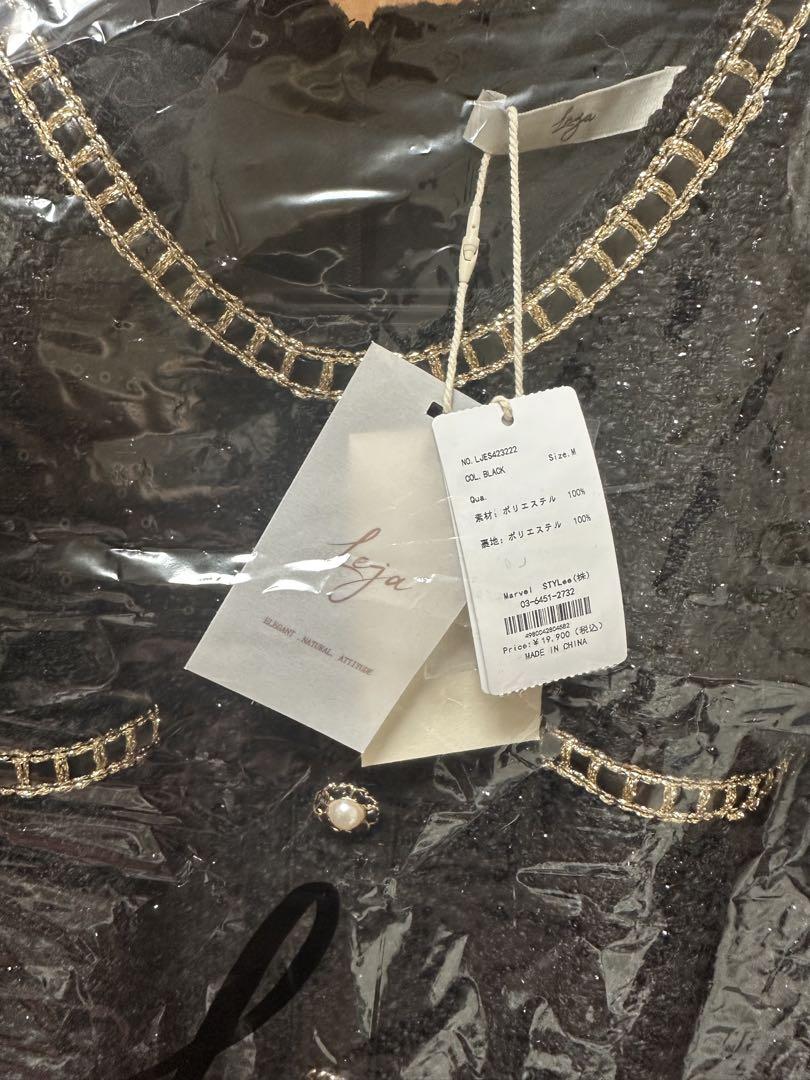 Leja
NO. LJES423222
COL. BLACK Size. M
Qua.
素材: ポリエステル 100%
裏地: ポリエステル 100%
Marvel STYLee(株)
03-6451-2732
4980042804682
Price:¥19,900(税込)
MADE IN CHINA
Leja
ELEGANT . NATURAL. ATTITUDE